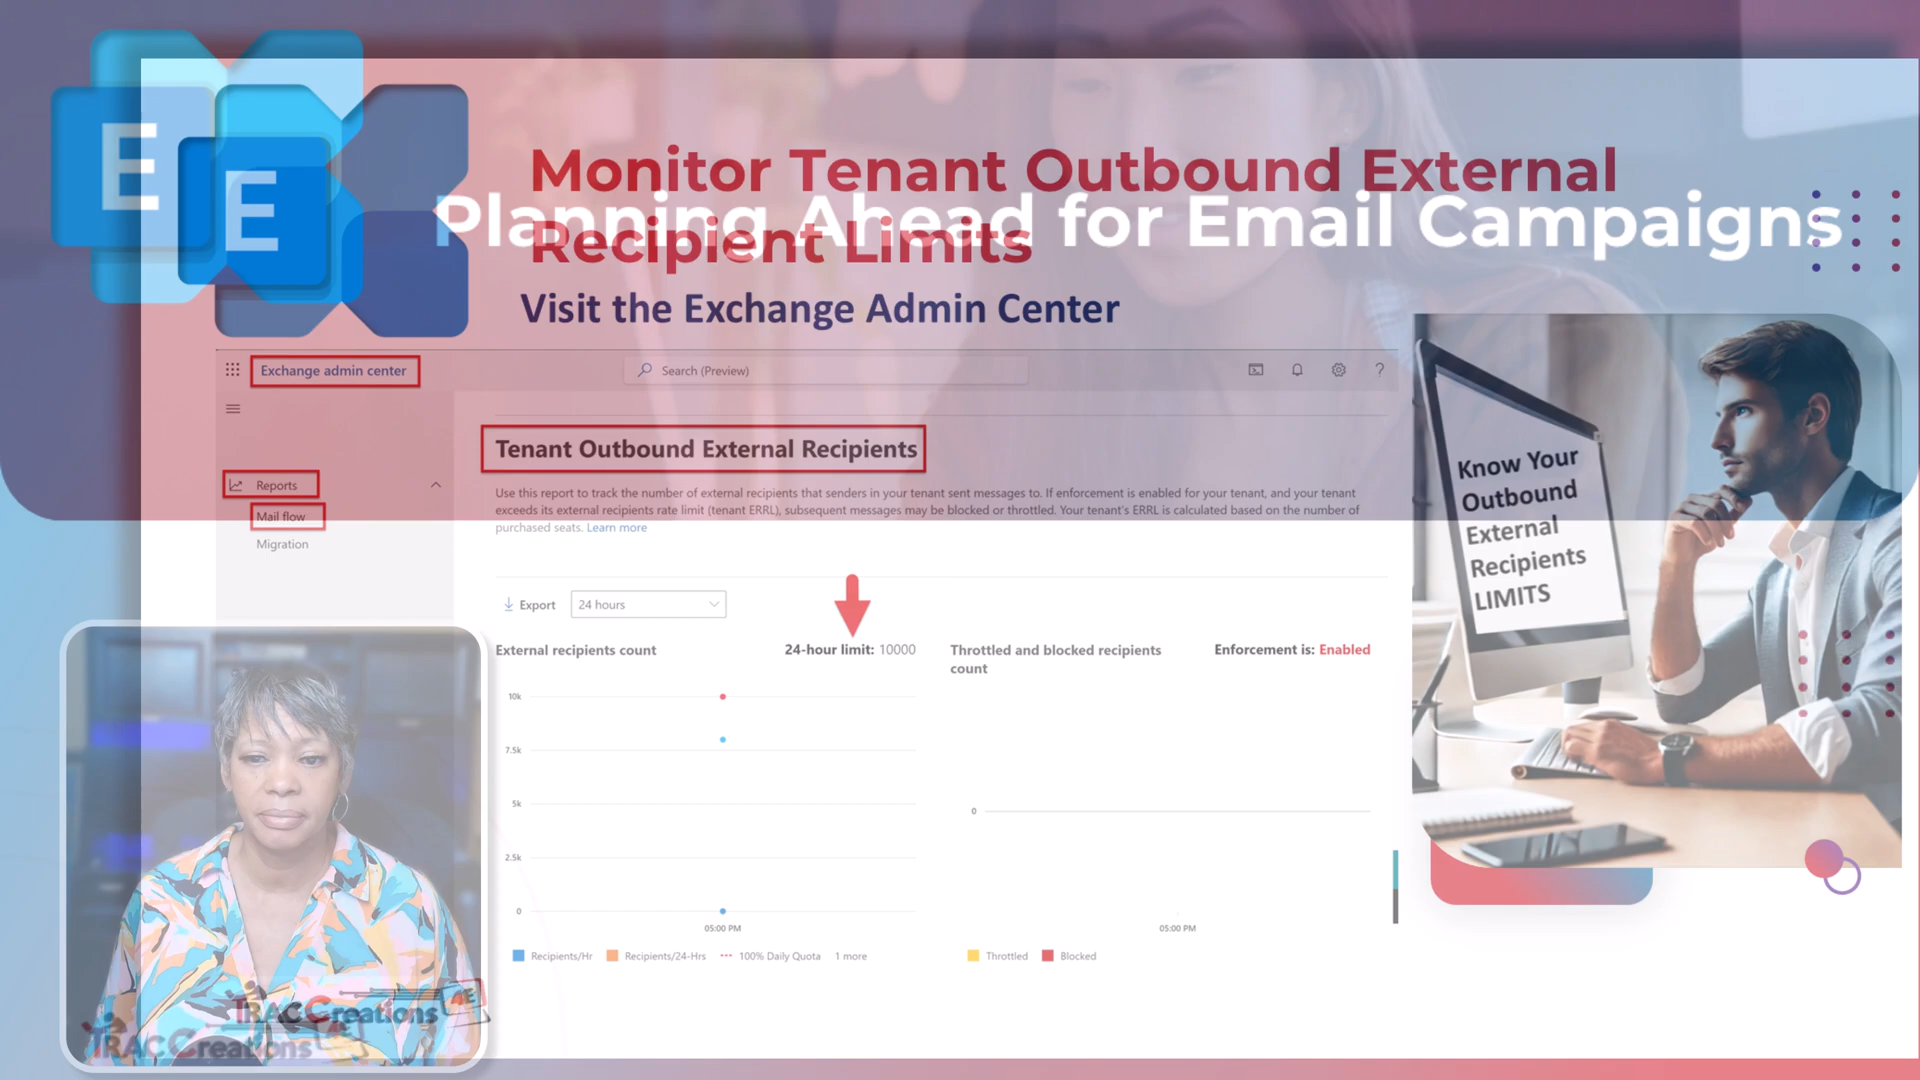 E
E
Monitor Tenant Outbound External
Recipient Limits
Planning Ahead for Email Campaigns
Visit the Exchange Admin Center
Exchange admin center
Search (Preview)
?
Reports
Mail flow
Migration
Tenant Outbound External Recipients
Use this report to track the number of external recipients that senders in your tenant sent messages to. If enforcement is enabled for your tenant, and your tenant
exceeds its external recipients rate limit (tenant ERRL), subsequent messages may be blocked or throttled. Your tenant's ERRL is calculated based on the number of
purchased seats. Learn more
Export
24 hours
External recipients count
24-hour limit: 10000
10k
7.5k
5k
2.5k
0
05:00 PM
Recipients/Hr
Recipients/24-Hrs
100% Daily Quota
1 more
Throttled and blocked recipients
count
Enforcement is: Enabled
0
05:00 PM
Throttled
Blocked
Know Your
Outbound
External
Recipients
LIMITS
TRACCreations
4E
TRACCreations